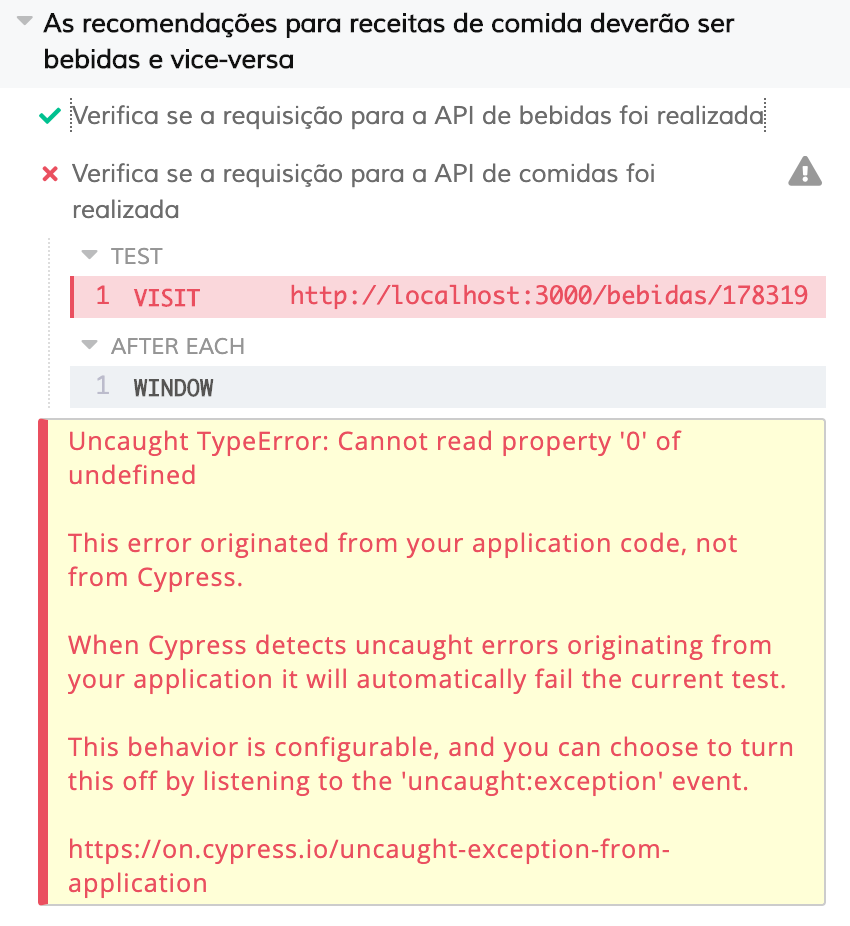 As recomendações para receitas de comida deverão ser
bebidas e vice-versa
Verifica se a requisição para a API de bebidas foi realizada
Verifica se a requisição para a API de comidas foi
realizada
TEST
1 VISIT http://localhost:3000/bebidas/178319
AFTER EACH
1 WINDOW
Uncaught TypeError: Cannot read property '0' of
undefined
This error originated from your application code, not
from Cypress.
When Cypress detects uncaught errors originating from
your application it will automatically fail the current test.
This behavior is configurable, and you can choose to turn
this off by listening to the 'uncaught:exception' event.
https://on.cypress.io/uncaught-exception-from-
application